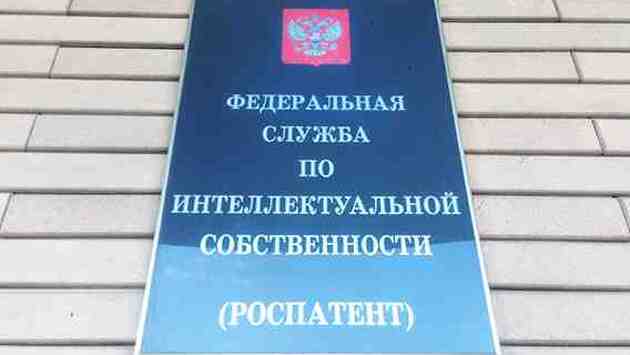 ФЕДЕРАЛЬНАЯ
СЛУЖБА
ПО
ИНТЕЛЛЕКТУАЛЬНОЙ
СОБСТВЕННОСТИ
(РОСПАТЕНТ)